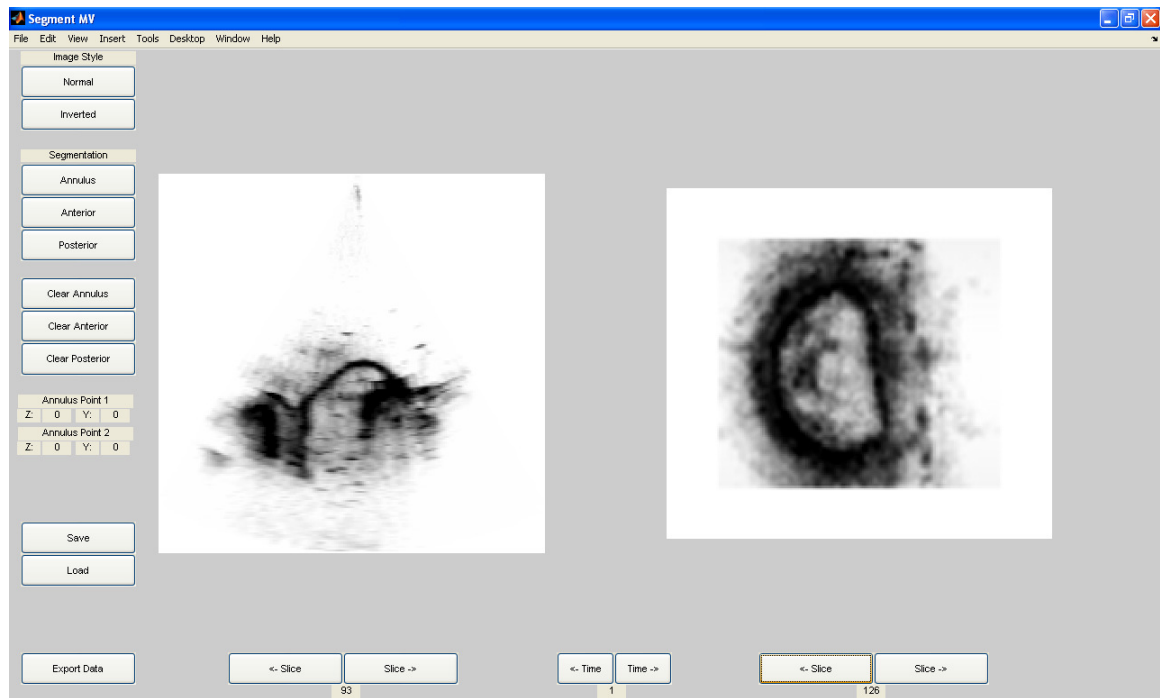 Segment MV
File Edit View Insert Tools Desktop Window Help
Image Style
Normal
Inverted
Segmentation
Annulus
Anterior
Posterior
Clear Annulus
Clear Anterior
Clear Posterior
Annulus Point 1
Z: 0 Y: 0
Annulus Point 2
Z: 0 Y: 0
Save
Load
Export Data
<- Slice Slice -> <- Time Time -> <- Slice Slice ->
93 1 126